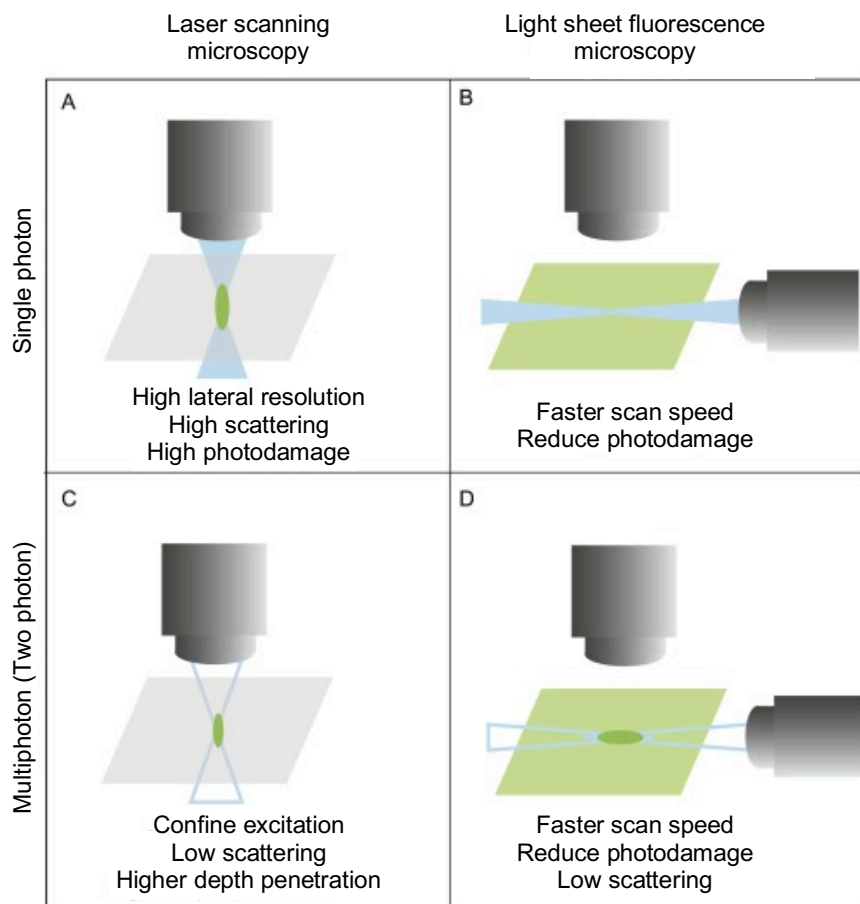 Laser scanning
microscopy
Light sheet fluorescence
microscopy
Single photon
A
High lateral resolution
High scattering
High photodamage
B
Faster scan speed
Reduce photodamage
Multiphoton (Two photon)
C
Confine excitation
Low scattering
Higher depth penetration
D
Faster scan speed
Reduce photodamage
Low scattering